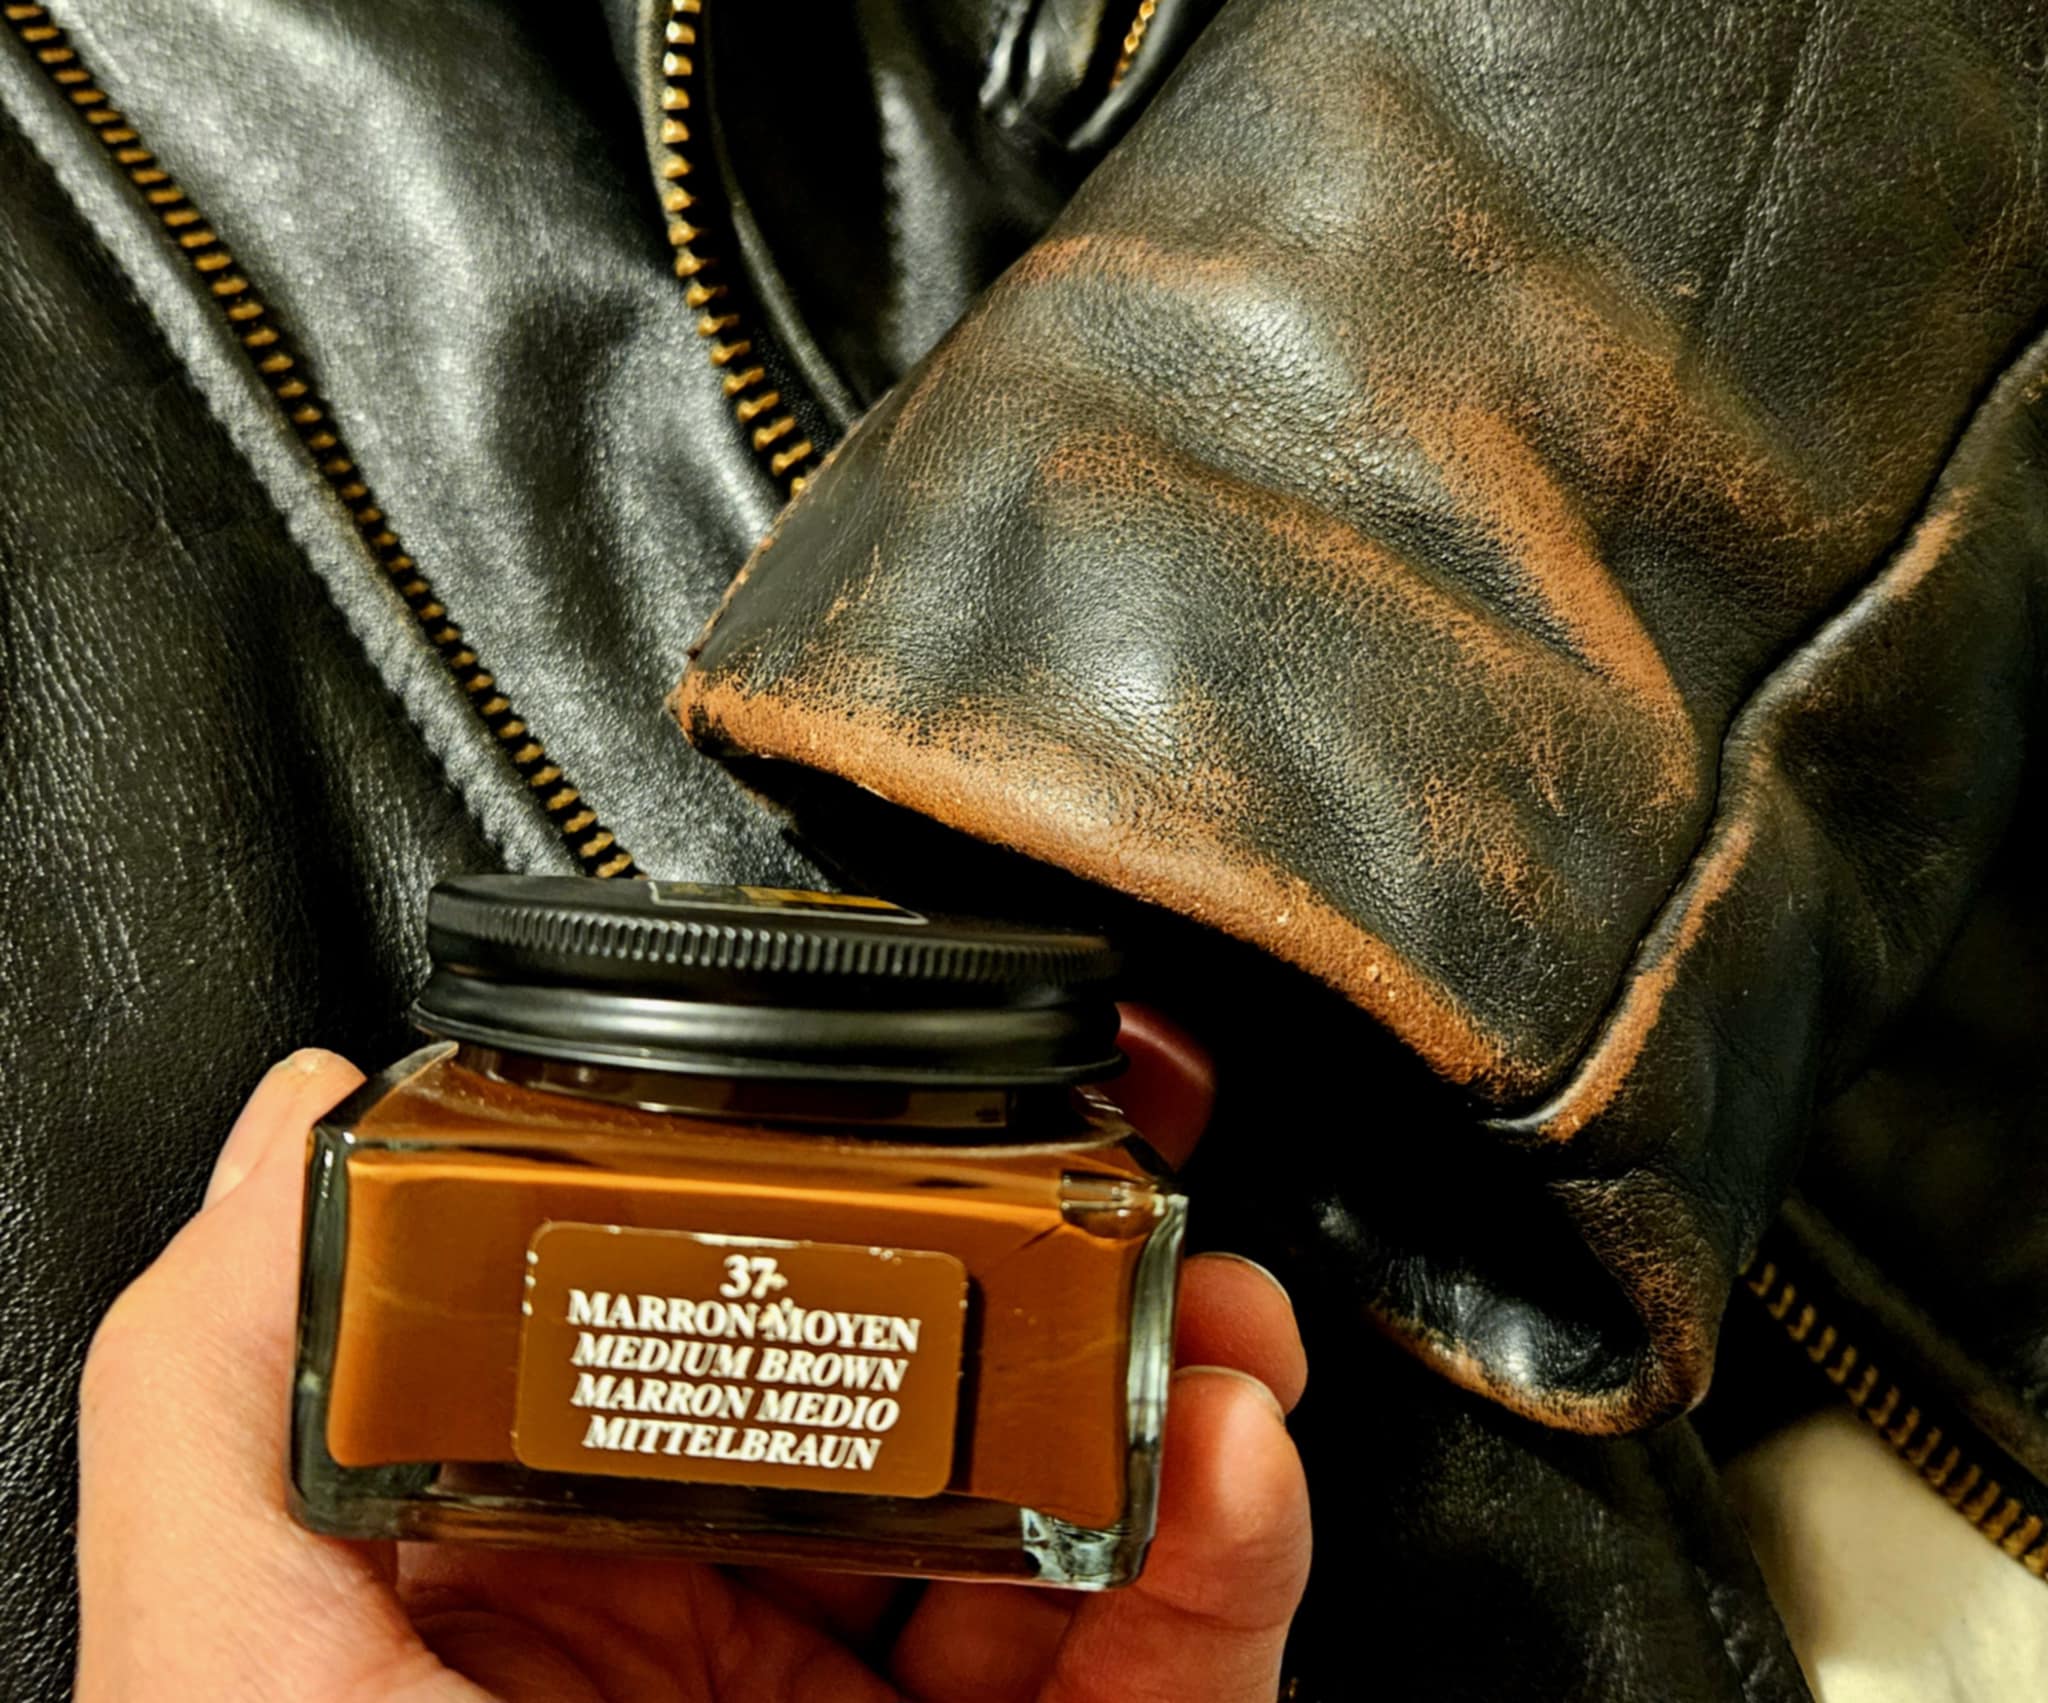 37
MARRON MOYEN
MEDIUM BROWN
MARRON MEDIO
MITTELBRAUN